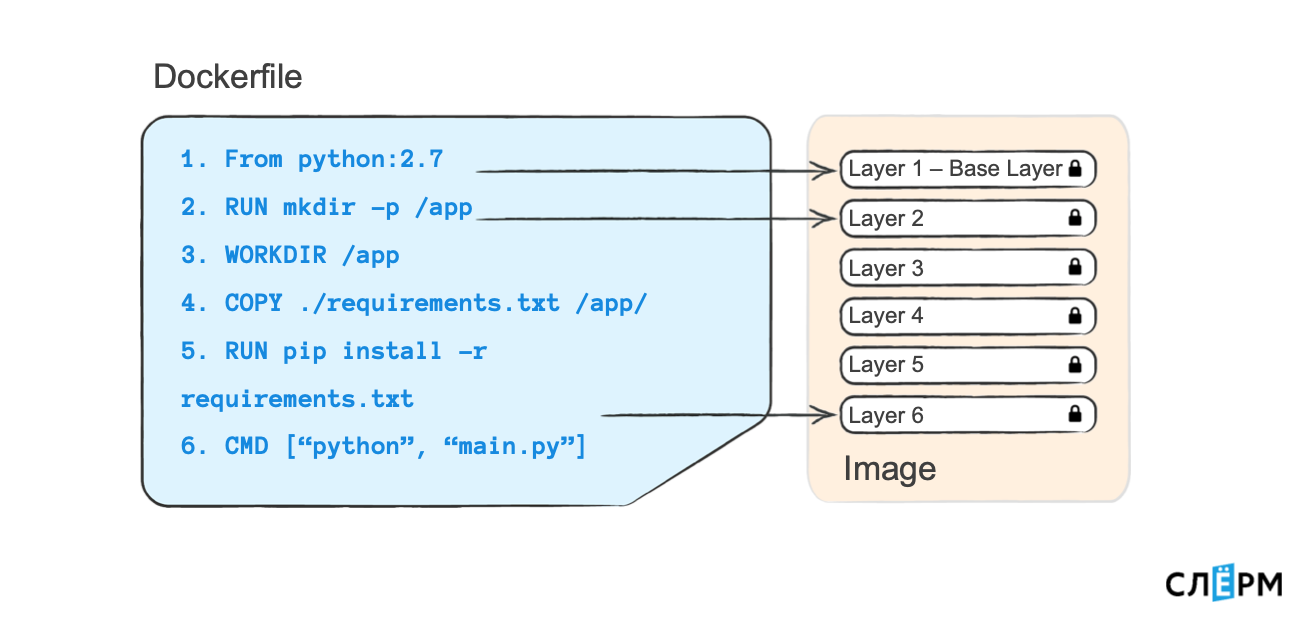 Dockerfile
1. From python:2.7
2. RUN mkdir –p /app
3. WORKDIR /app
4. COPY ./requirements.txt /app/
5. RUN pip install –r
requirements.txt
6. CMD [“python”, “main.py”]
Layer 1 – Base Layer
Layer 2
Layer 3
Layer 4
Layer 5
Layer 6
Image
СЛЁРМ